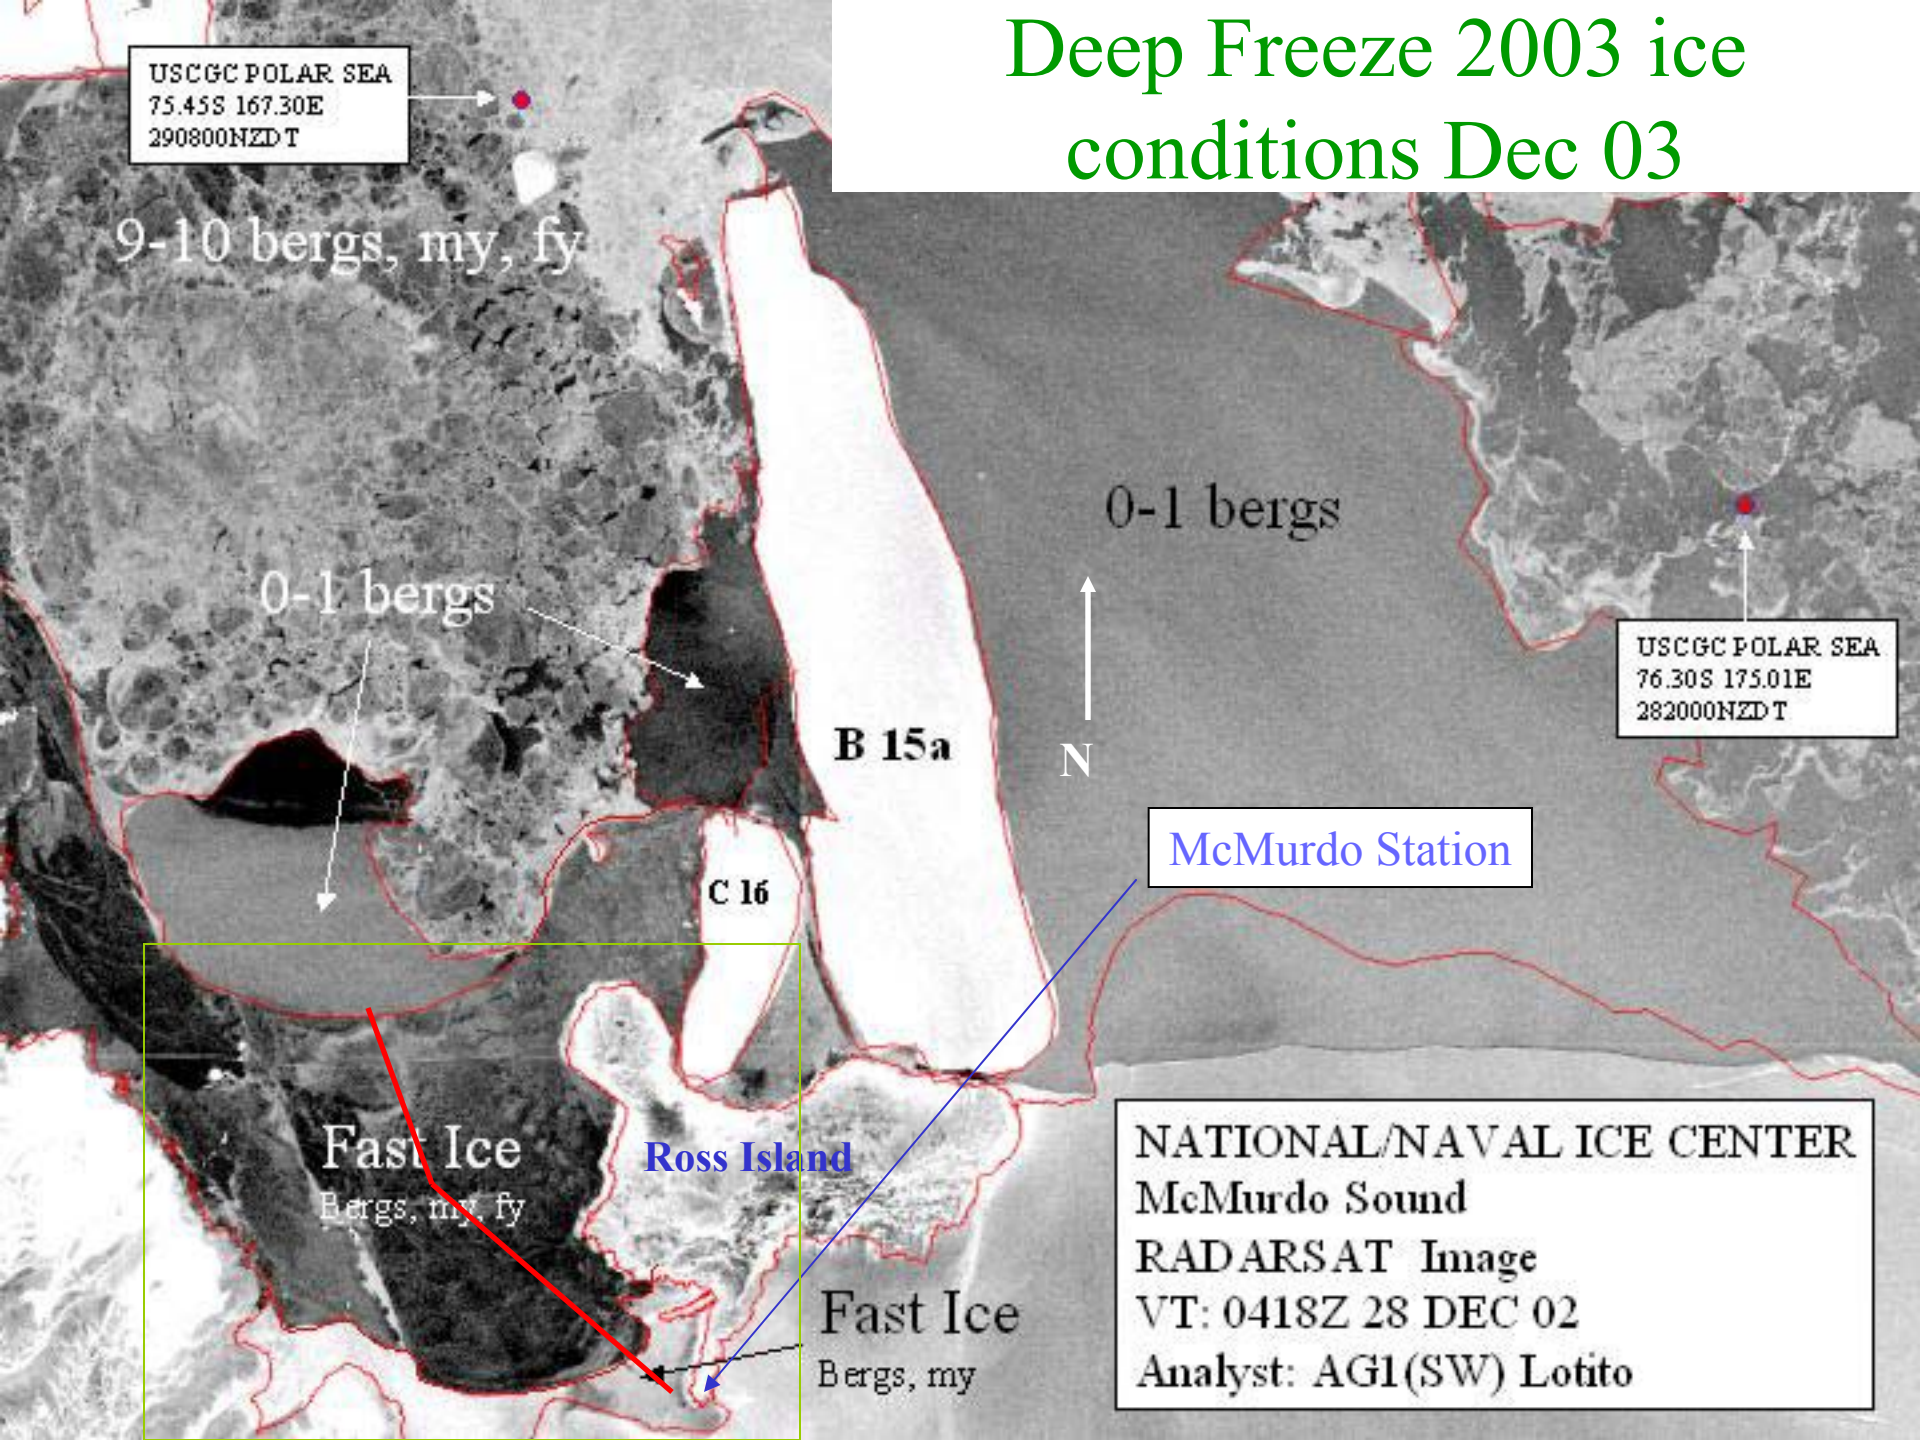 Deep Freeze 2003 ice
conditions Dec 03
USCGC POLAR SEA
75.45S 167.30E
290800NZDT
9-10 bergs, my, fy
0-1 bergs
0-1 bergs
USCGC POLAR SEA
76.30S 175.01E
282000NZDT
B 15a
N
McMurdo Station
C 16
Fast Ice
Bergs, my, fy
Ross Island
Fast Ice
Bergs, my
NATIONAL/NAVAL ICE CENTER
McMurdo Sound
RADARSAT Image
VT: 0418Z 28 DEC 02
Analyst: AG1(SW) Lotito